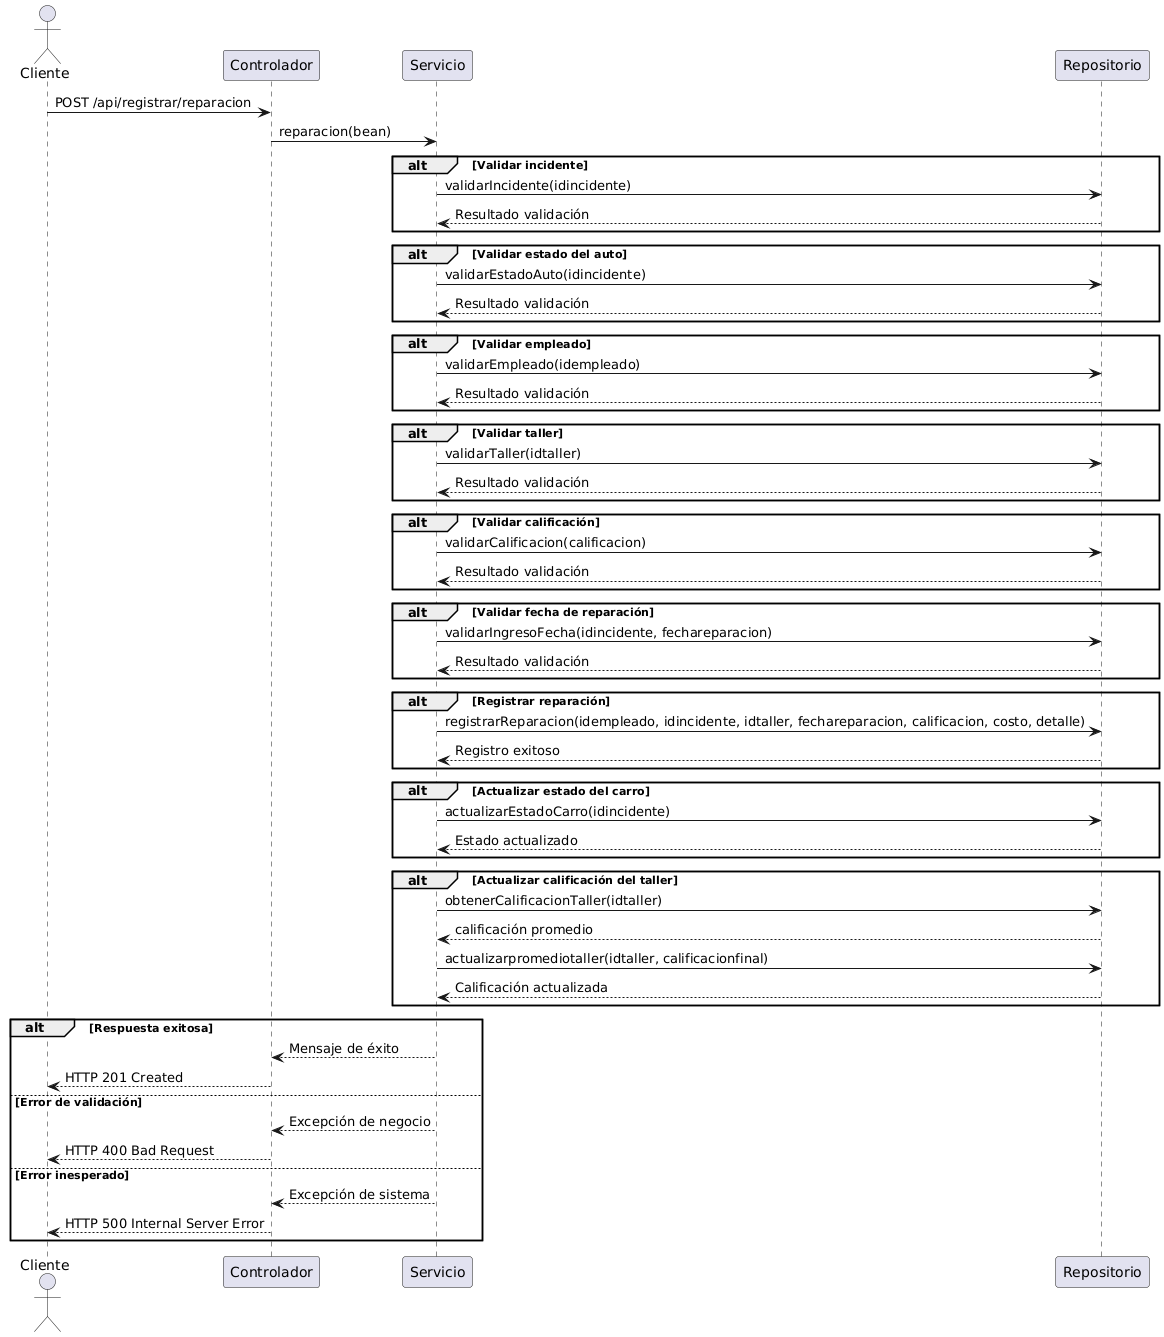 Cliente
Controlador
Servicio
Repositorio
POST /api/registrar/reparacion
reparacion(bean)
alt [Validar incidente]
validarIncidente(idincidente)
Resultado validación
alt [Validar estado del auto]
validarEstadoAuto(idincidente)
Resultado validación
alt [Validar empleado]
validarEmpleado(idempleado)
Resultado validación
alt [Validar taller]
validarTaller(idtaller)
Resultado validación
alt [Validar calificación]
validarCalificacion(calificacion)
Resultado validación
alt [Validar fecha de reparación]
validarIngresoFecha(idincidente, fechareparacion)
Resultado validación
alt [Registrar reparación]
registrarReparacion(idempleado, idincidente, idtaller, fechareparacion, calificacion, costo, detalle)
Registro exitoso
alt [Actualizar estado del carro]
actualizarEstadoCarro(idincidente)
Estado actualizado
alt [Actualizar calificación del taller]
obtenerCalificacionTaller(idtaller)
calificación promedio
actualizarpromediotaller(idtaller, calificacionfinal)
Calificación actualizada
alt [Respuesta exitosa]
Mensaje de éxito
HTTP 201 Created
[Error de validación]
Excepción de negocio
HTTP 400 Bad Request
[Error inesperado]
Excepción de sistema
HTTP 500 Internal Server Error
Cliente
Controlador
Servicio
Repositorio